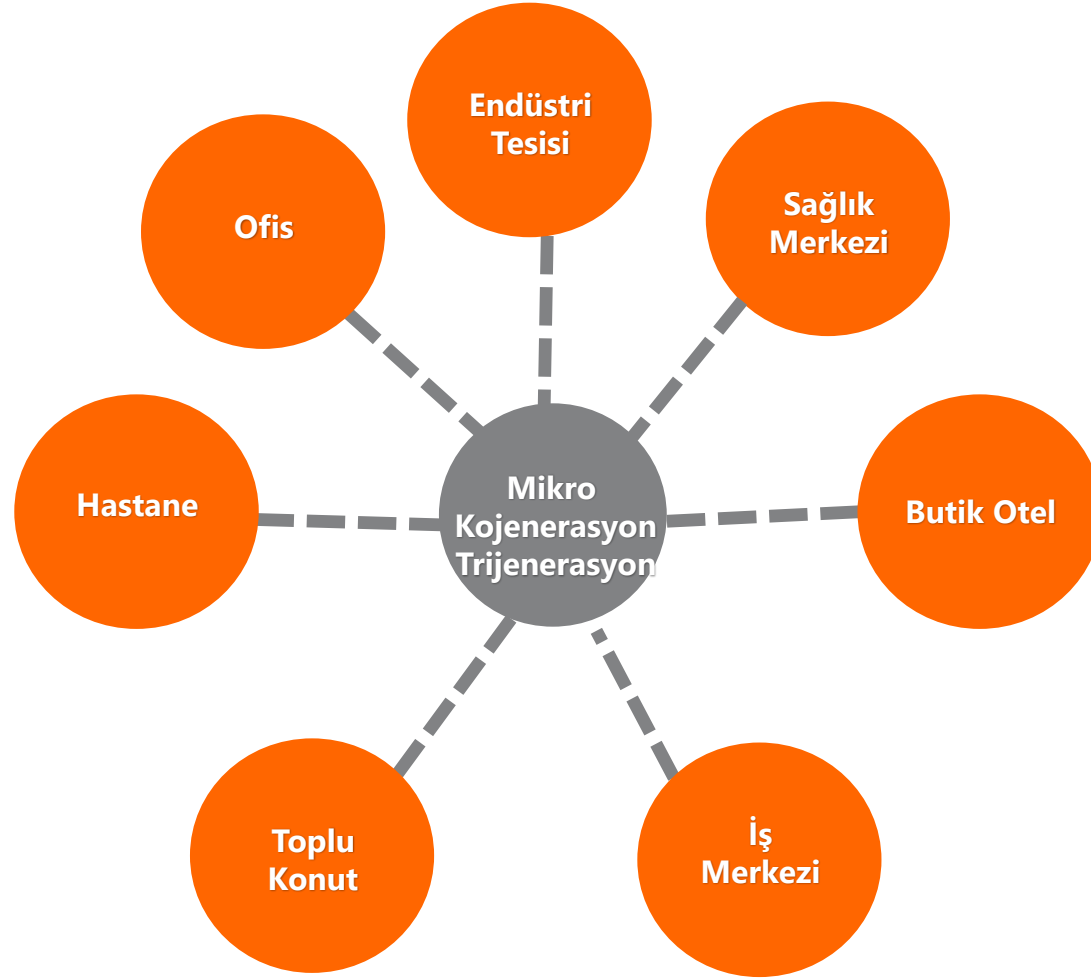 Endüstri
Tesisi
Sağlık
Merkezi
Ofis
Mikro
Kojenerasyon
Trijenerasyon
Hastane
Butik Otel
Toplu
Konut
İş
Merkezi